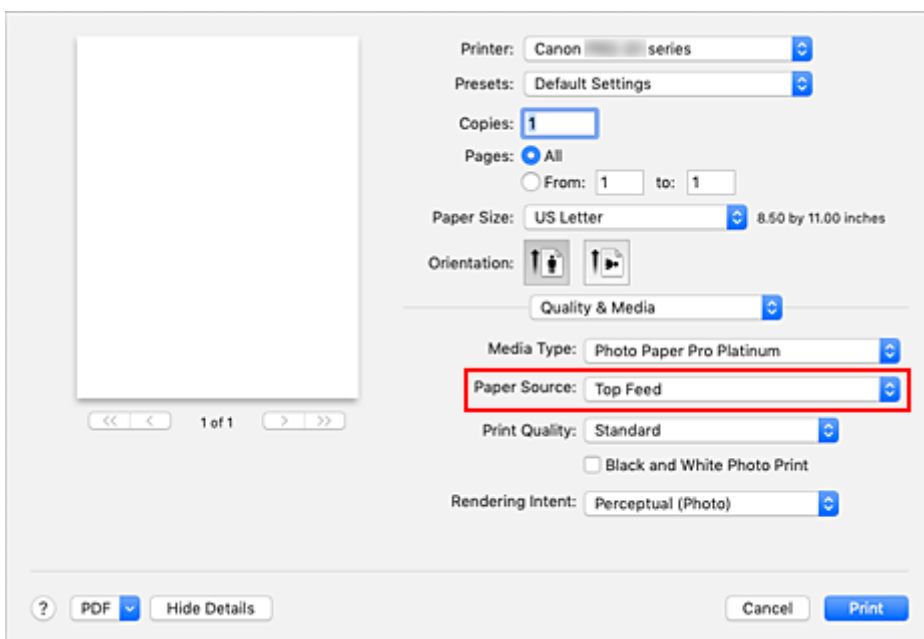 Printer: Canon series
Presets: Default Settings
Copies: 1
Pages: All
From: 1 to: 1
Paper Size: US Letter 8.50 by 11.00 inches
Orientation:
Quality & Media
Media Type: Photo Paper Pro Platinum
Paper Source: Top Feed
<< < 1 of 1 > >>
Print Quality: Standard
Black and White Photo Print
Rendering Intent: Perceptual (Photo)
? PDF Hide Details Cancel Print